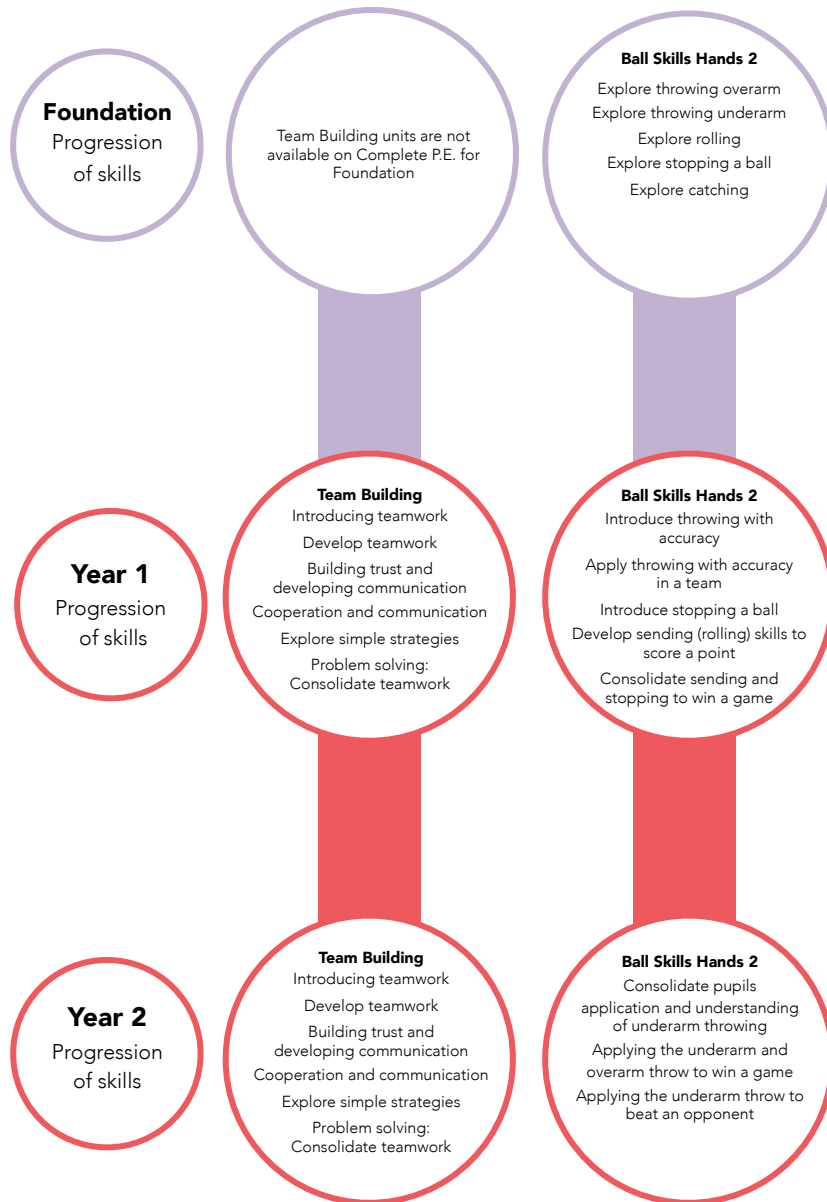 Foundation
Progression
of skills
Team Building units are not
available on Complete P.E. for
Foundation
Ball Skills Hands 2
Explore throwing overarm
Explore throwing underarm
Explore rolling
Explore stopping a ball
Explore catching
Year 1
Progression
of skills
Team Building
Introducing teamwork
Develop teamwork
Building trust and
developing communication
Cooperation and communication
Explore simple strategies
Problem solving:
Consolidate teamwork
Ball Skills Hands 2
Introduce throwing with
accuracy
Apply throwing with accuracy
in a team
Introduce stopping a ball
Develop sending (rolling) skills to
score a point
Consolidate sending and
stopping to win a game
Year 2
Progression
of skills
Team Building
Introducing teamwork
Develop teamwork
Building trust and
developing communication
Cooperation and communication
Explore simple strategies
Problem solving:
Consolidate teamwork
Ball Skills Hands 2
Consolidate pupils
application and understanding
of underarm throwing
Applying the underarm and
overarm throw to win a game
Applying the underarm throw to
beat an opponent